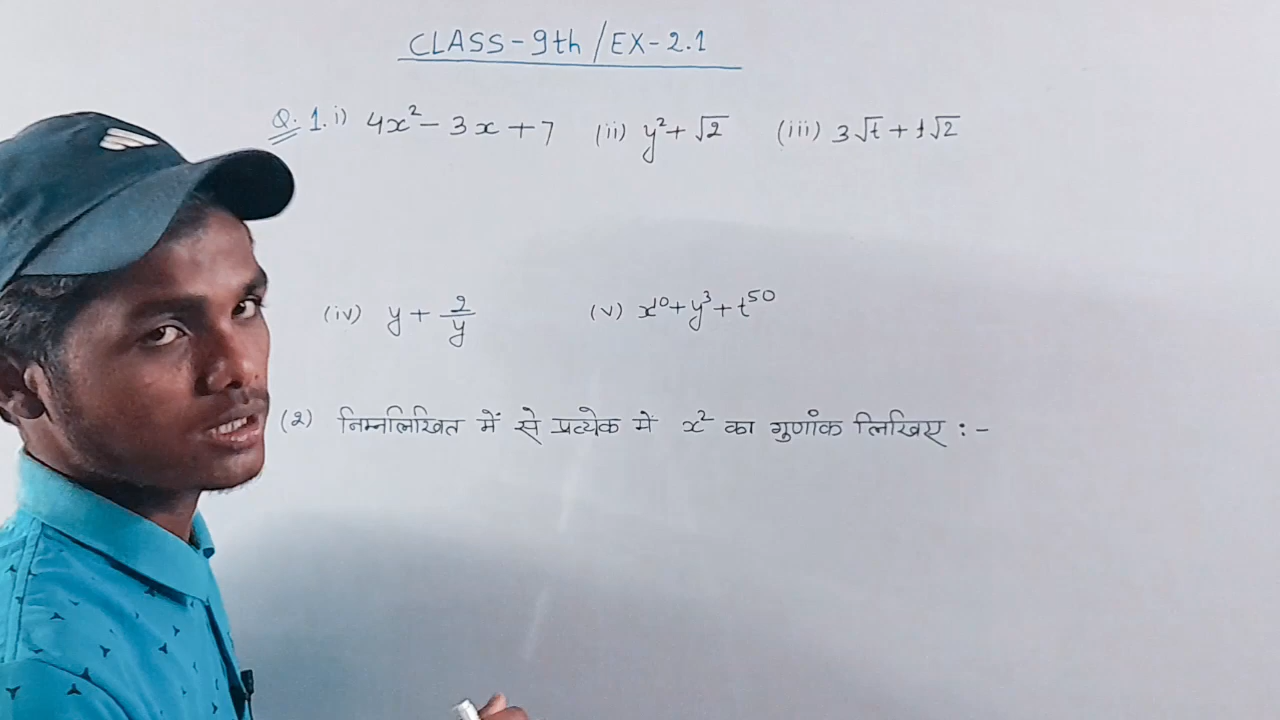 CLASS-9th/EX-2.1
Q. 1. i) 4x² - 3x + 7 (ii) y² + √2 (iii) 3√t + t√2
(iv) y + 2/y (v) x¹⁰ + y³ + t⁵⁰
(२) निम्नलिखित में से प्रत्येक में x² का गुणांक लिखिए :-